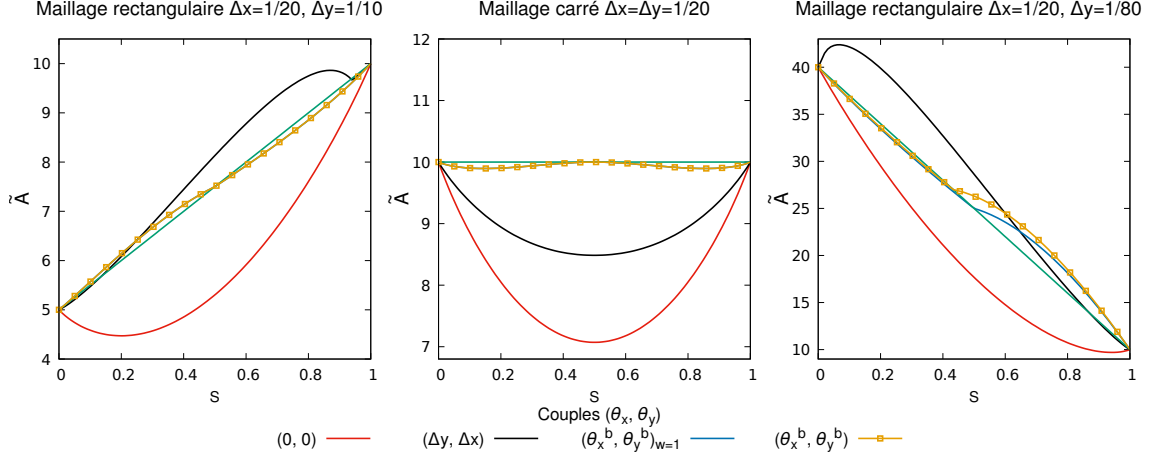 Maillage rectangulaire Δx=1/20, Δy=1/10
Maillage carré Δx=Δy=1/20
Maillage rectangulaire Δx=1/20, Δy=1/80
10
9
8
7
6
5
4
Ã
0 0.2 0.4 0.6 0.8 1
S
12
11
10
9
8
7
Ã
0 0.2 0.4 0.6 0.8 1
S
40
35
30
25
20
15
10
Ã
0 0.2 0.4 0.6 0.8 1
S
Couples (θx, θy)
(0, 0)
(Δy, Δx)
(θx^b, θy^b)w=1
(θx^b, θy^b)